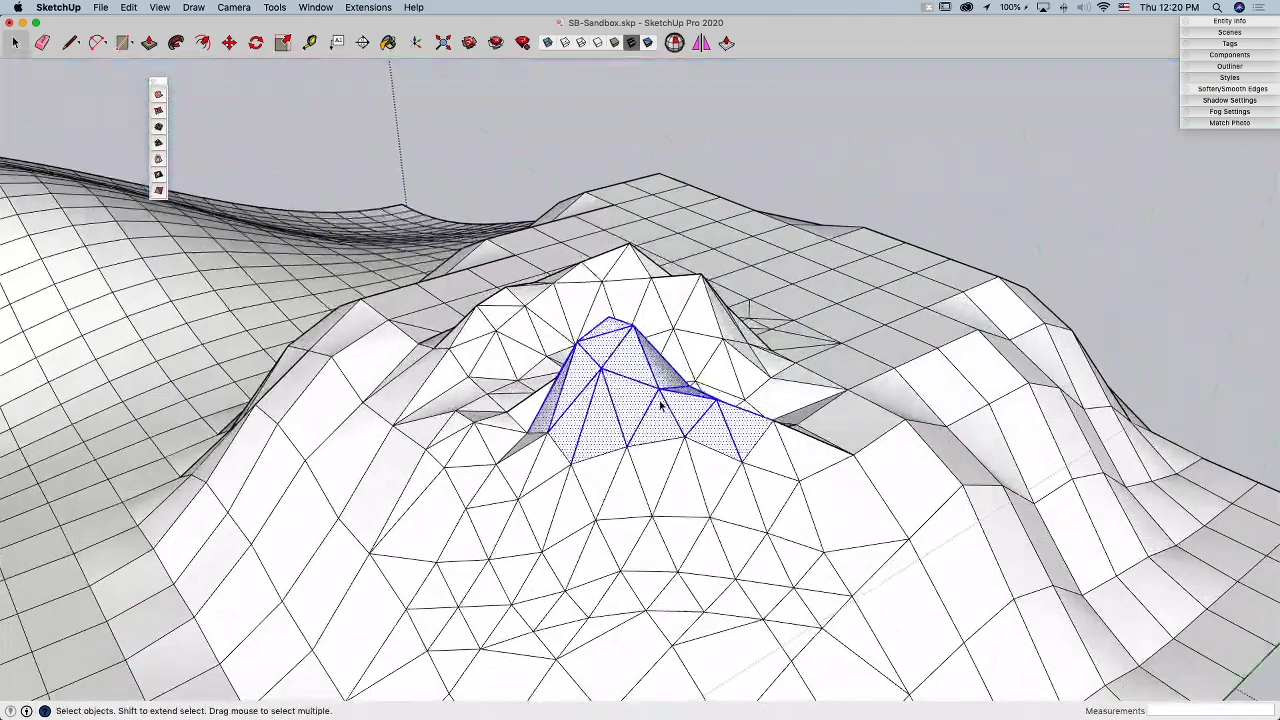 SketchUp File Edit View Draw Camera Tools Window Extensions Help 100% Thu 12:20 PM
SB-Sandbox.skp - SketchUp Pro 2020
Entity Info
Scenes
Tags
Components
Outliner
Styles
Soften/Smooth Edges
Shadow Settings
Fog Settings
Match Photo
Select objects. Shift to extend select. Drag mouse to select multiple. Measurements